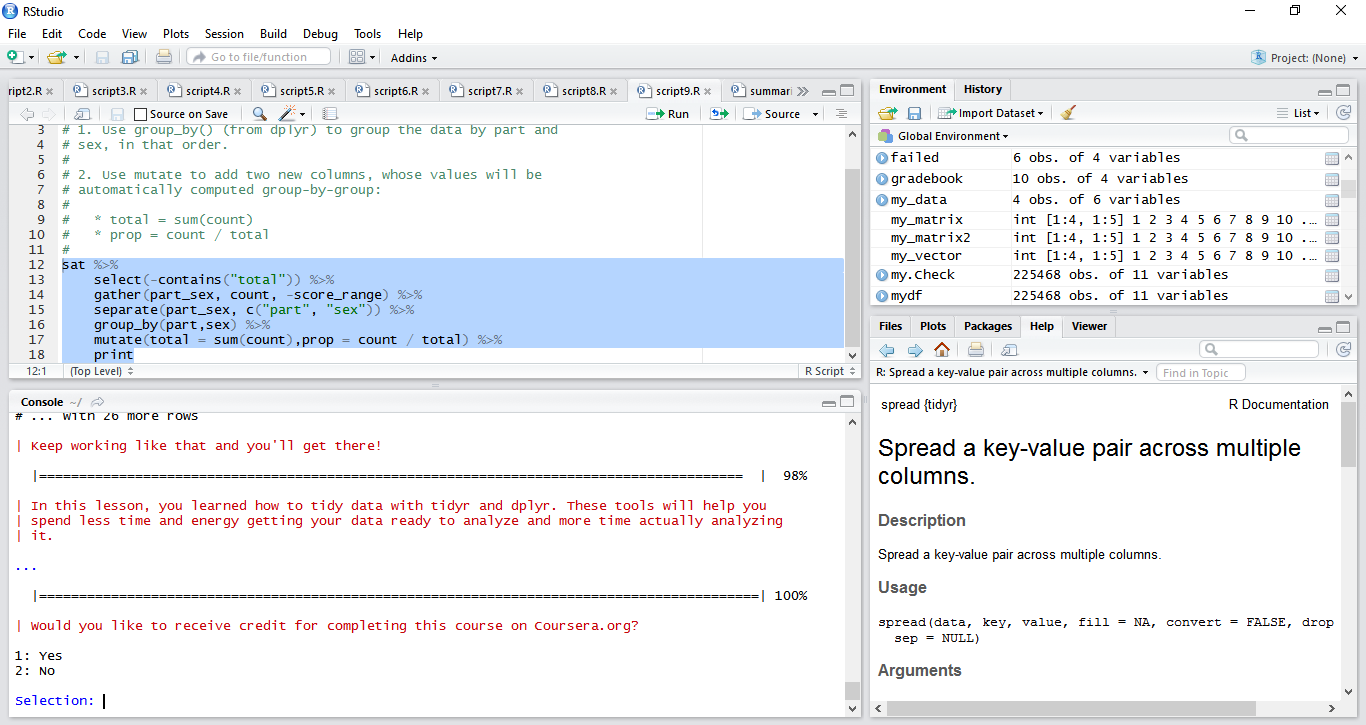 RStudio
File Edit Code View Plots Session Build Debug Tools Help
Go to file/function Addins Project: (None)
ript2.R script3.R script4.R script5.R script6.R script7.R script8.R script9.R summari
Source on Save Run Source
3 # 1. Use group_by() (from dplyr) to group the data by part and
4 # sex, in that order.
5 #
6 # 2. Use mutate to add two new columns, whose values will be
7 # automatically computed group-by-group:
8 #
9 #   * total = sum(count)
10 #   * prop = count / total
11 #
12 sat %>%
13     select(-contains("total")) %>%
14     gather(part_sex, count, -score_range) %>%
15     separate(part_sex, c("part", "sex")) %>%
16     group_by(part,sex) %>%
17     mutate(total = sum(count),prop = count / total) %>%
18     print
12:1 (Top Level) R Script
Console ~/
# ... with 26 more rows
| Keep working like that and you'll get there!
|======================================================================================== | 98%
| In this lesson, you learned how to tidy data with tidyr and dplyr. These tools will help you
| spend less time and energy getting your data ready to analyze and more time actually analyzing
| it.
...
|==========================================================================================| 100%
| Would you like to receive credit for completing this course on Coursera.org?
1: Yes
2: No
Selection:
Environment History
Import Dataset List
Global Environment
failed 6 obs. of 4 variables
gradebook 10 obs. of 4 variables
my_data 4 obs. of 6 variables
my_matrix int [1:4, 1:5] 1 2 3 4 5 6 7 8 9 10 ...
my_matrix2 int [1:4, 1:5] 1 2 3 4 5 6 7 8 9 10 ...
my_vector int [1:4, 1:5] 1 2 3 4 5 6 7 8 9 10 ...
my.Check 225468 obs. of 11 variables
mydf 225468 obs. of 11 variables
Files Plots Packages Help Viewer
R: Spread a key-value pair across multiple columns. Find in Topic
spread {tidyr} R Documentation
Spread a key-value pair across multiple
columns.
Description
Spread a key-value pair across multiple columns.
Usage
spread(data, key, value, fill = NA, convert = FALSE, drop
  sep = NULL)
Arguments